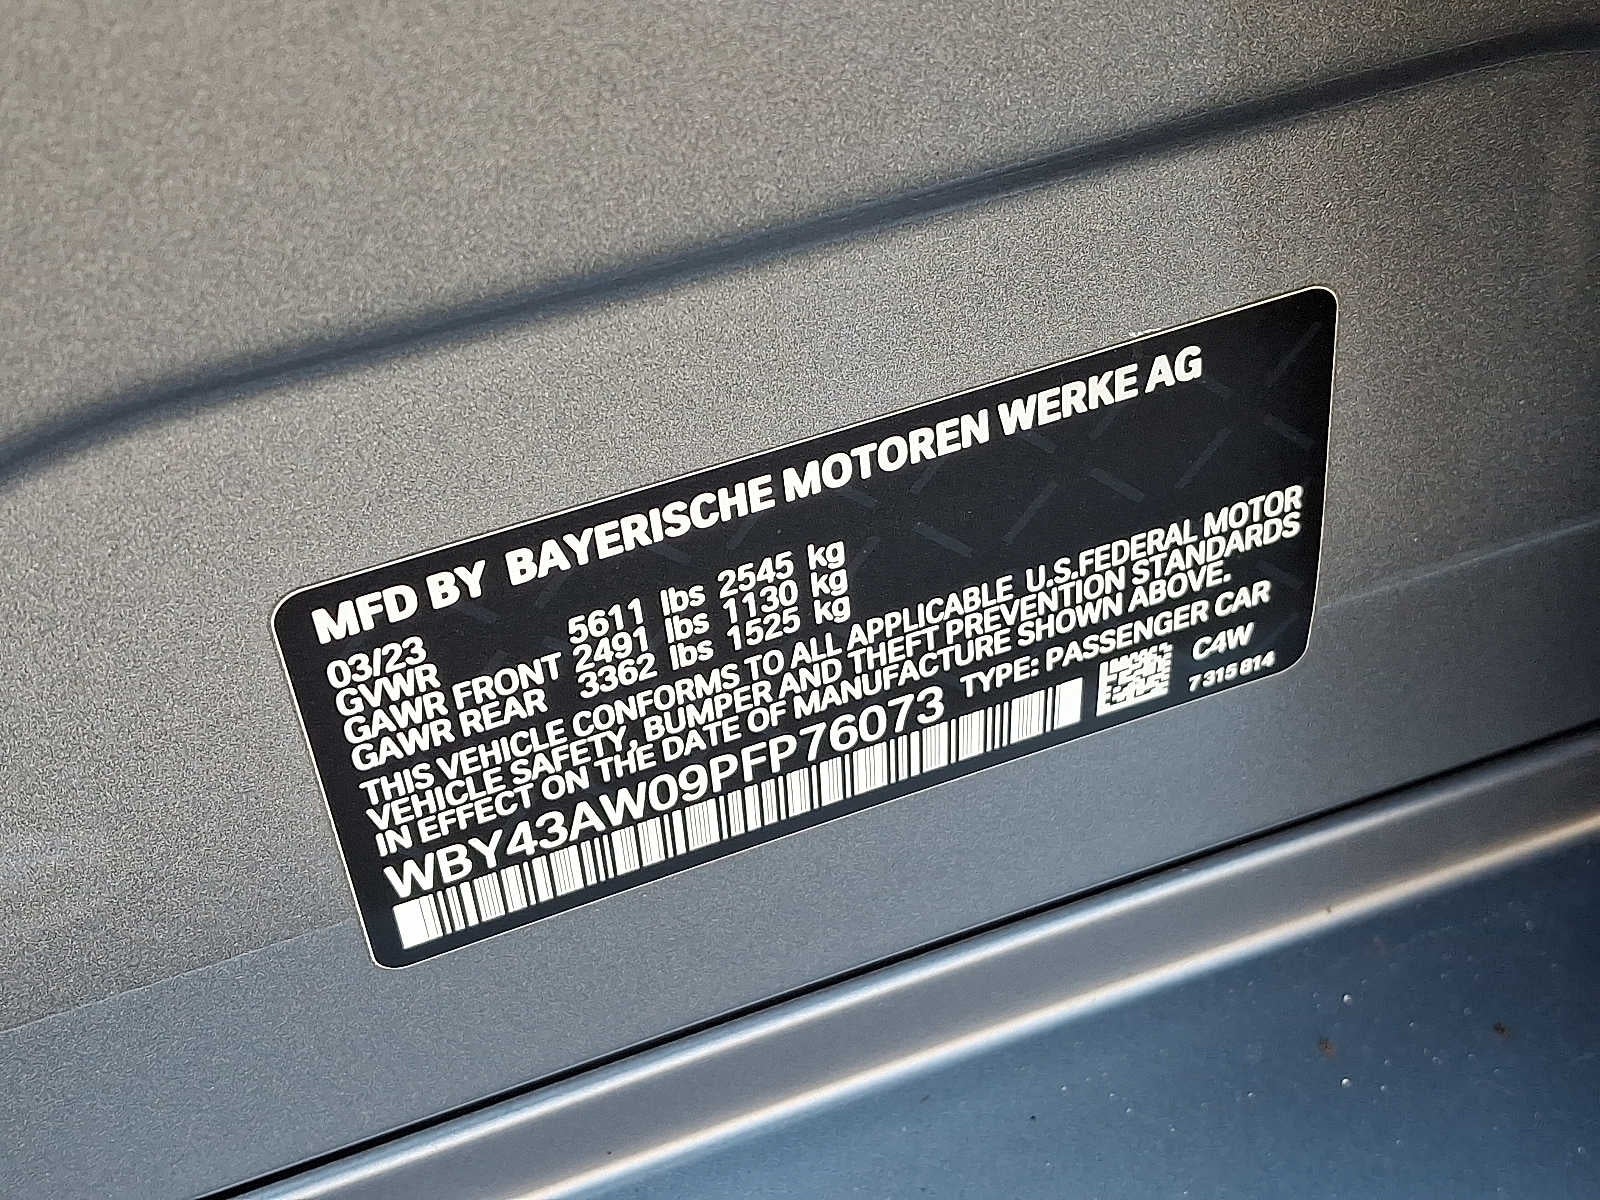 MFD BY BAYERISCHE MOTOREN WERKE AG
03/23
GVWR 5611 lbs 2545 kg
GAWR FRONT 2491 lbs 1130 kg
GAWR REAR 3362 lbs 1525 kg
THIS VEHICLE CONFORMS TO ALL APPLICABLE U.S.FEDERAL MOTOR
VEHICLE SAFETY, BUMPER AND THEFT PREVENTION STANDARDS
IN EFFECT ON THE DATE OF MANUFACTURE SHOWN ABOVE.
WBY43AW09PFP76073 TYPE: PASSENGER CAR
C4W
7 315 814